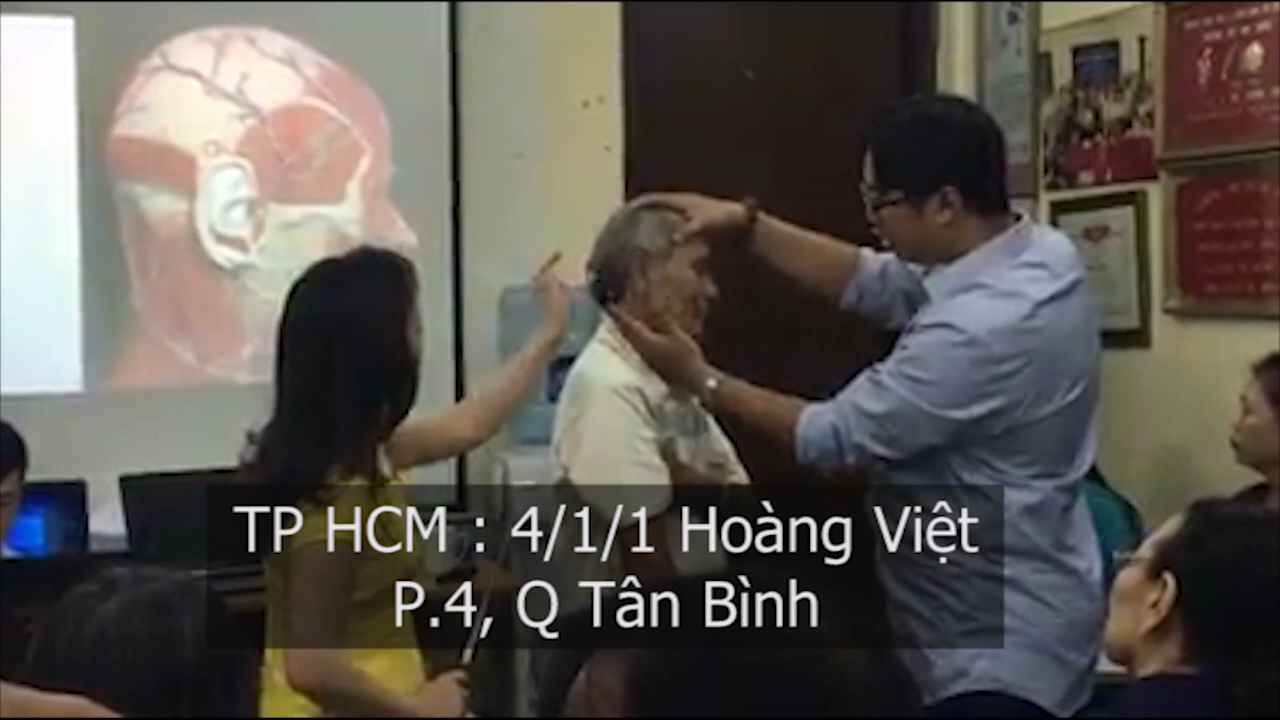 TP HCM : 4/1/1 Hoàng Việt
P.4, Q Tân Bình